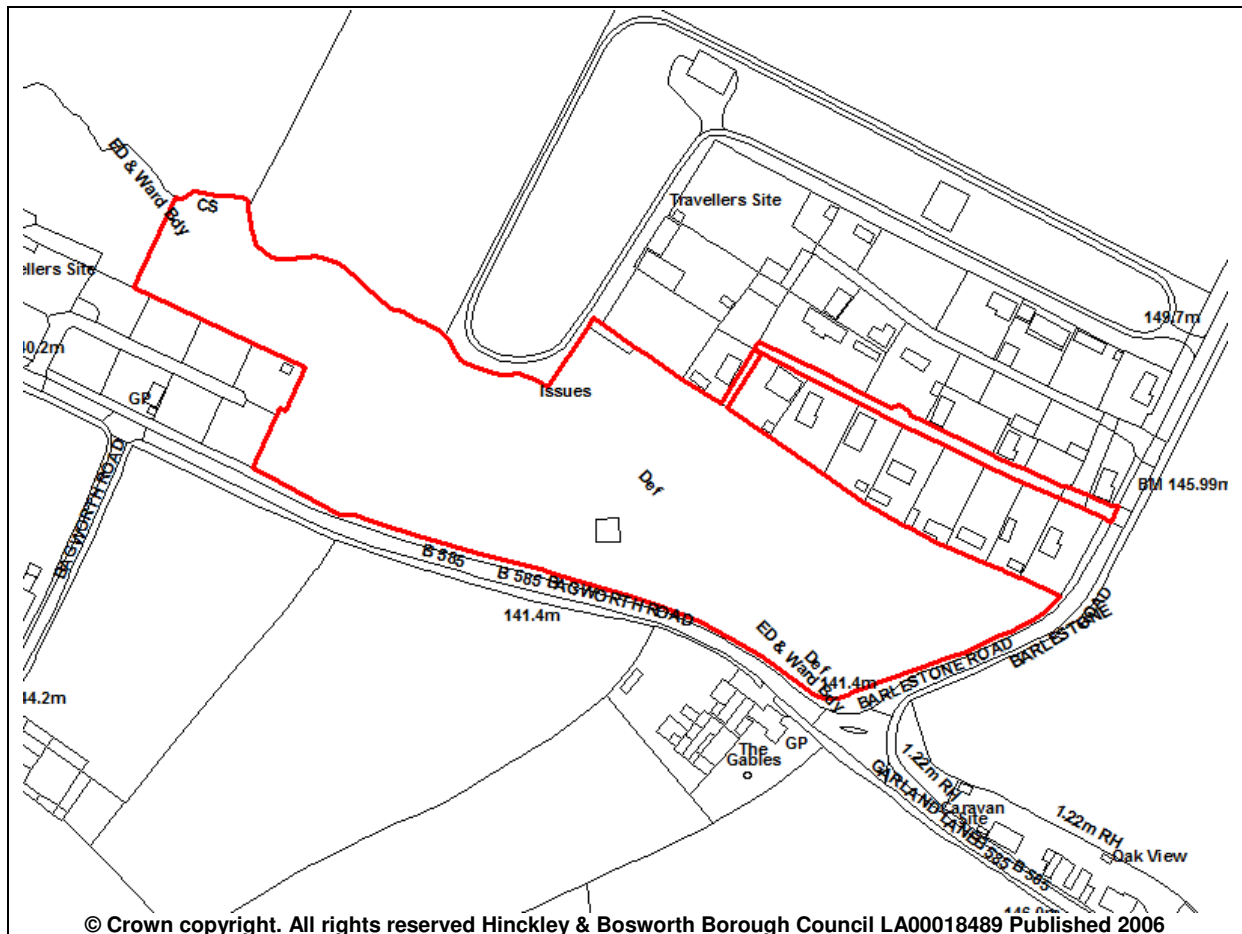 ED & Ward Bdy
CS
Travellers Site
ellers Site
149.7m
40.2m
GP
Issues
BAGWORTH ROAD
Def
BM 145.99m
B 585
B 585 BAGWORTH ROAD
141.4m
ED & Ward Bdy
Def
141.4m
BARLESTONE ROAD
BARLESTONE ROAD
44.2m
The
Gables
GP
1.22m RH
GARLAND LANE
B 585
B 585
Caravan
Site
1.22m RH
Oak View
146.0m
© Crown copyright. All rights reserved Hinckley & Bosworth Borough Council LA00018489 Published 2006